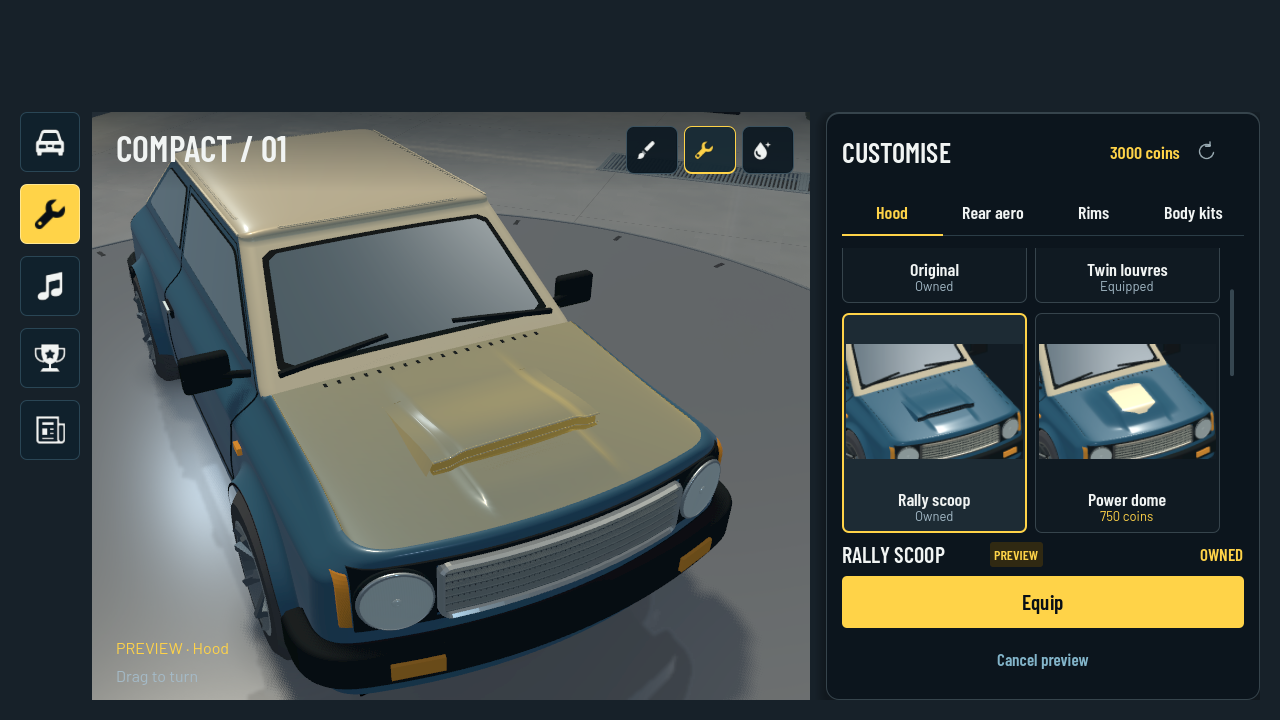 COMPACT / 01
CUSTOMISE
3000 coins
Hood
Rear aero
Rims
Body kits
Original
Owned
Twin louvres
Equipped
Rally scoop
Owned
Power dome
750 coins
RALLY SCOOP
PREVIEW
OWNED
Equip
Cancel preview
PREVIEW · Hood
Drag to turn